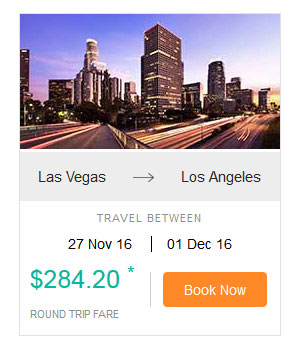 Las Vegas → Los Angeles
TRAVEL BETWEEN
27 Nov 16 | 01 Dec 16
$284.20 *
Book Now
ROUND TRIP FARE